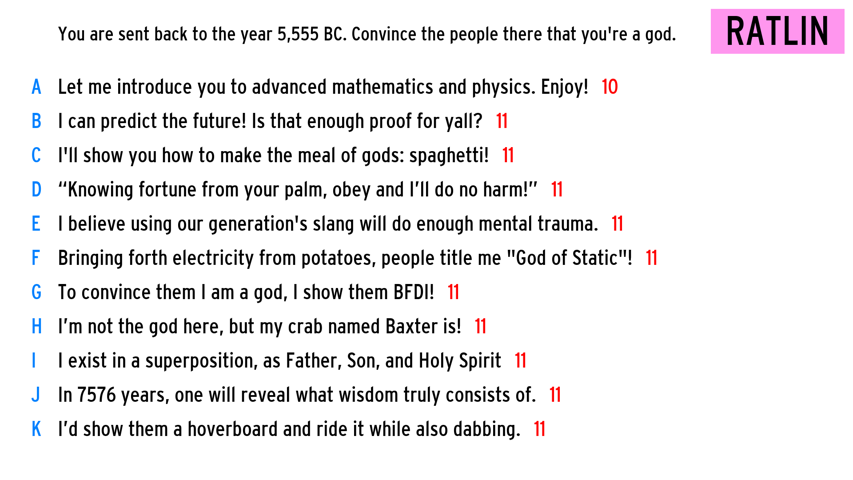 You are sent back to the year 5,555 BC. Convince the people there that you're a god.
RATLIN
A Let me introduce you to advanced mathematics and physics. Enjoy! 10
B I can predict the future! Is that enough proof for yall? 11
C I'll show you how to make the meal of gods: spaghetti! 11
D “Knowing fortune from your palm, obey and I’ll do no harm!” 11
E I believe using our generation's slang will do enough mental trauma. 11
F Bringing forth electricity from potatoes, people title me "God of Static"! 11
G To convince them I am a god, I show them BFDI! 11
H I’m not the god here, but my crab named Baxter is! 11
I I exist in a superposition, as Father, Son, and Holy Spirit 11
J In 7576 years, one will reveal what wisdom truly consists of. 11
K I’d show them a hoverboard and ride it while also dabbing. 11